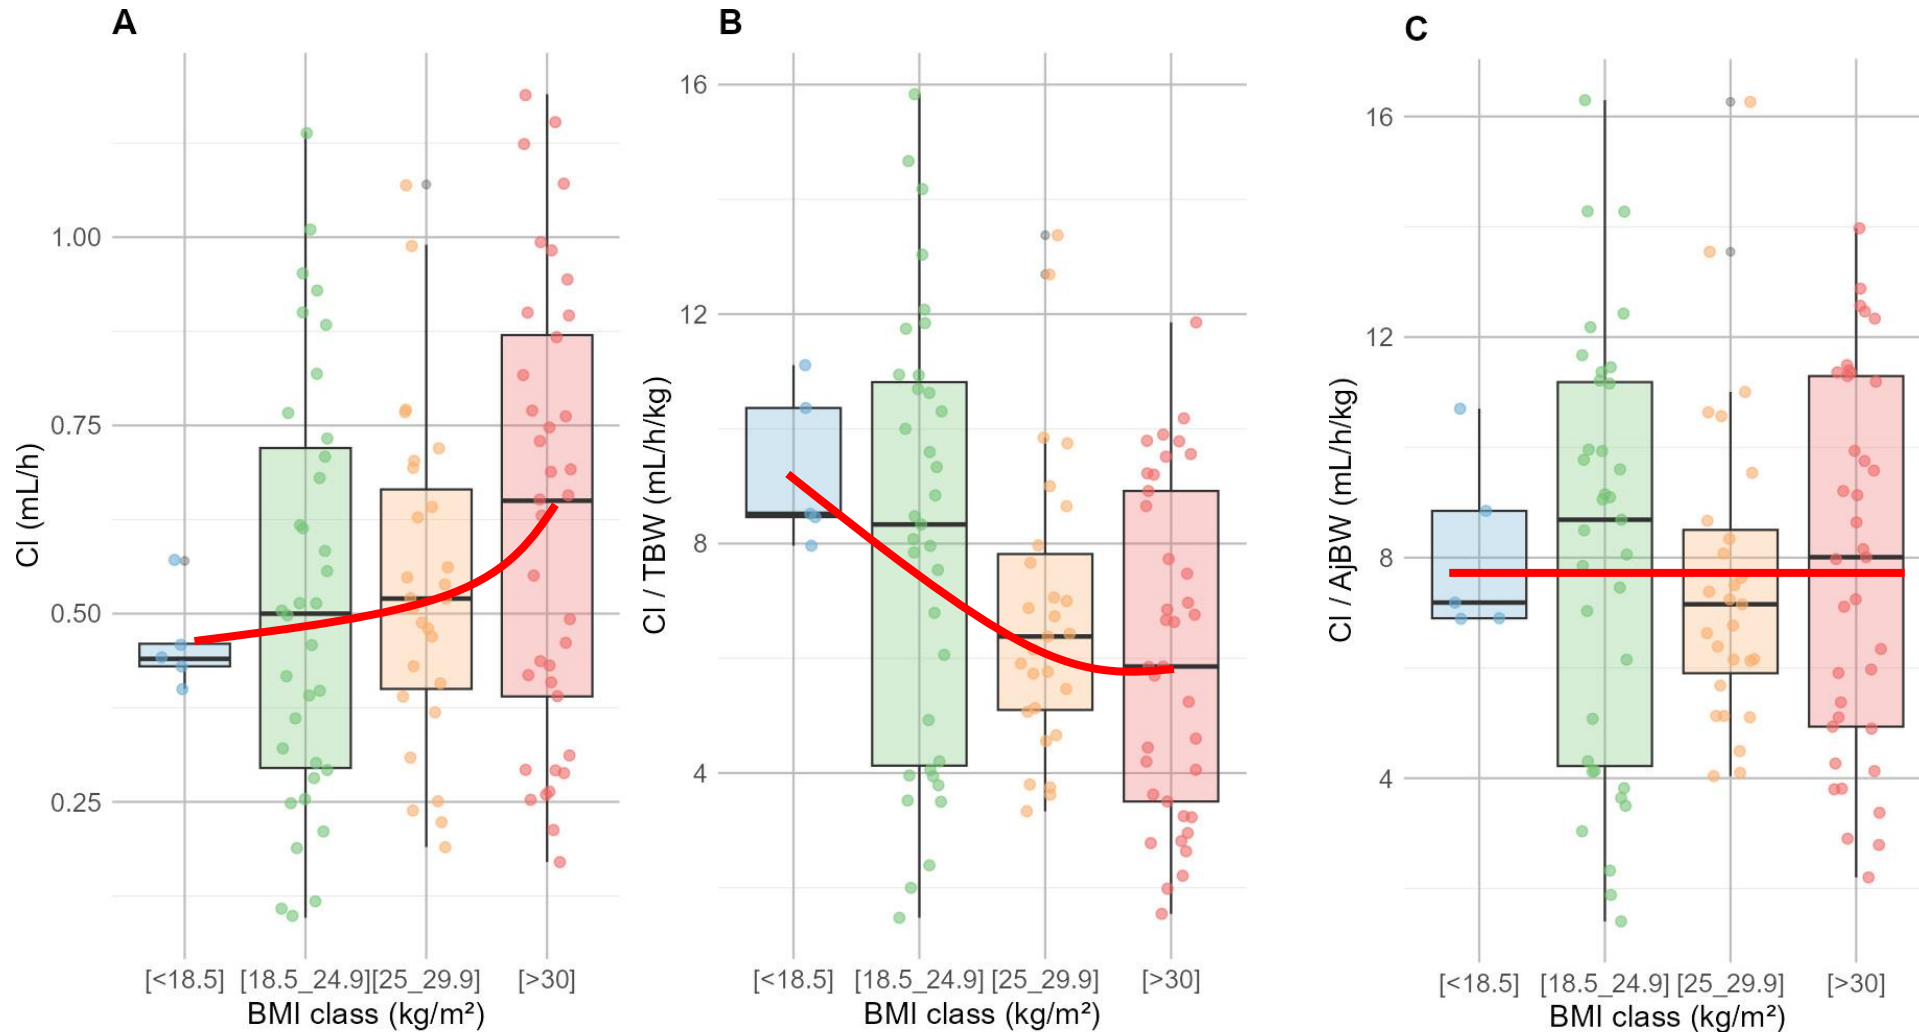 A
Cl (mL/h)
1.00
0.75
0.50
0.25
[<18.5] [18.5_24.9][25_29.9] [>30]
BMI class (kg/m²)
B
Cl / TBW (mL/h/kg)
16
12
8
4
[<18.5] [18.5_24.9] [25_29.9] [>30]
BMI class (kg/m²)
C
Cl / AjBW (mL/h/kg)
16
12
8
4
[<18.5] [18.5_24.9] [25_29.9] [>30]
BMI class (kg/m²)